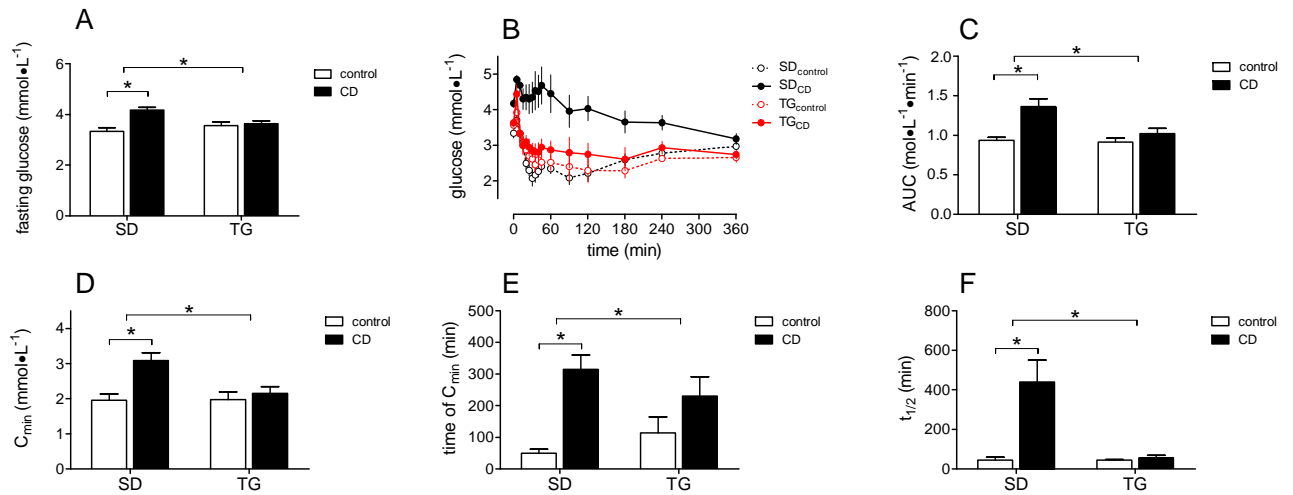 A
fasting glucose (mmol•L-1)
6
4
2
0
*
*
SD
TG
control
CD
B
glucose (mmol•L-1)
5
4
3
2
0
60
120
180
240
300
360
time (min)
SDcontrol
SDCD
TGcontrol
TGCD
C
AUC (mol•L-1•min-1)
2.0
1.5
1.0
0.5
0.0
*
*
SD
TG
control
CD
D
Cmin (mmol•L-1)
4
3
2
1
0
*
*
SD
TG
control
CD
E
time of Cmin (min)
500
400
300
200
100
0
*
*
SD
TG
control
CD
F
t1/2 (min)
800
600
400
200
0
*
*
SD
TG
control
CD